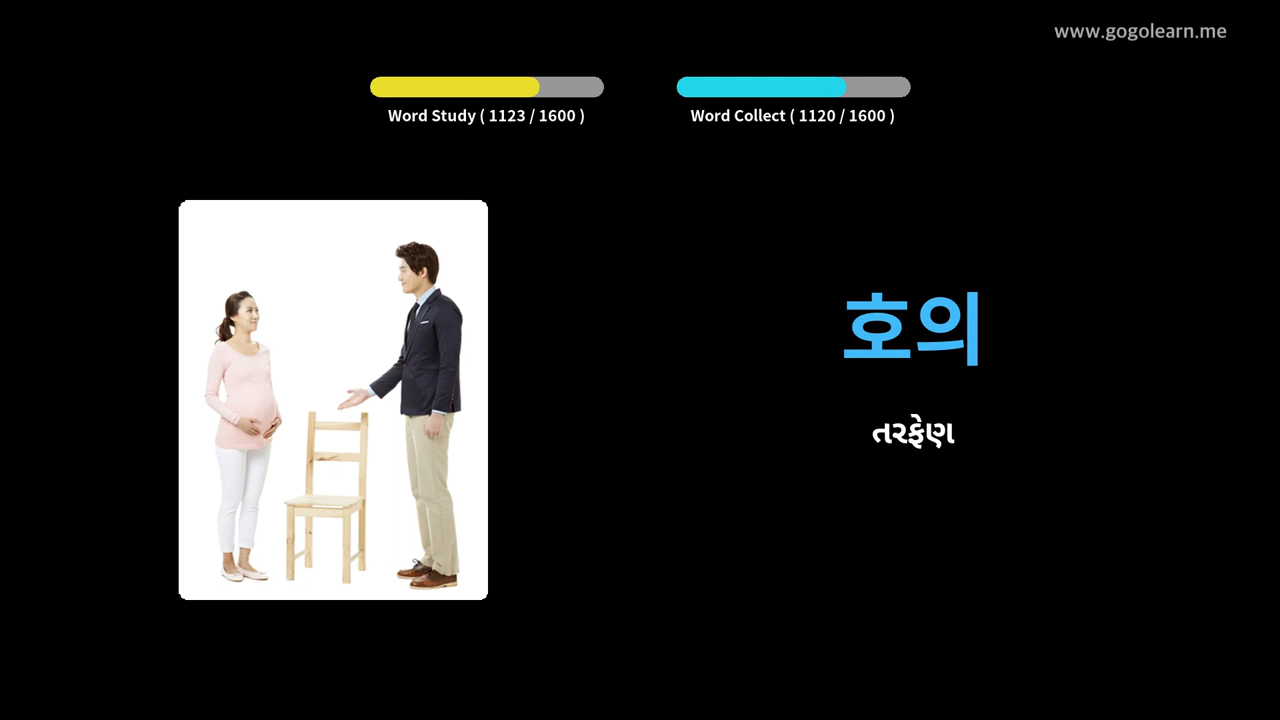 www.gogolearn.me
Word Study ( 1123 / 1600 )
Word Collect ( 1120 / 1600 )
호의
તરફેણ